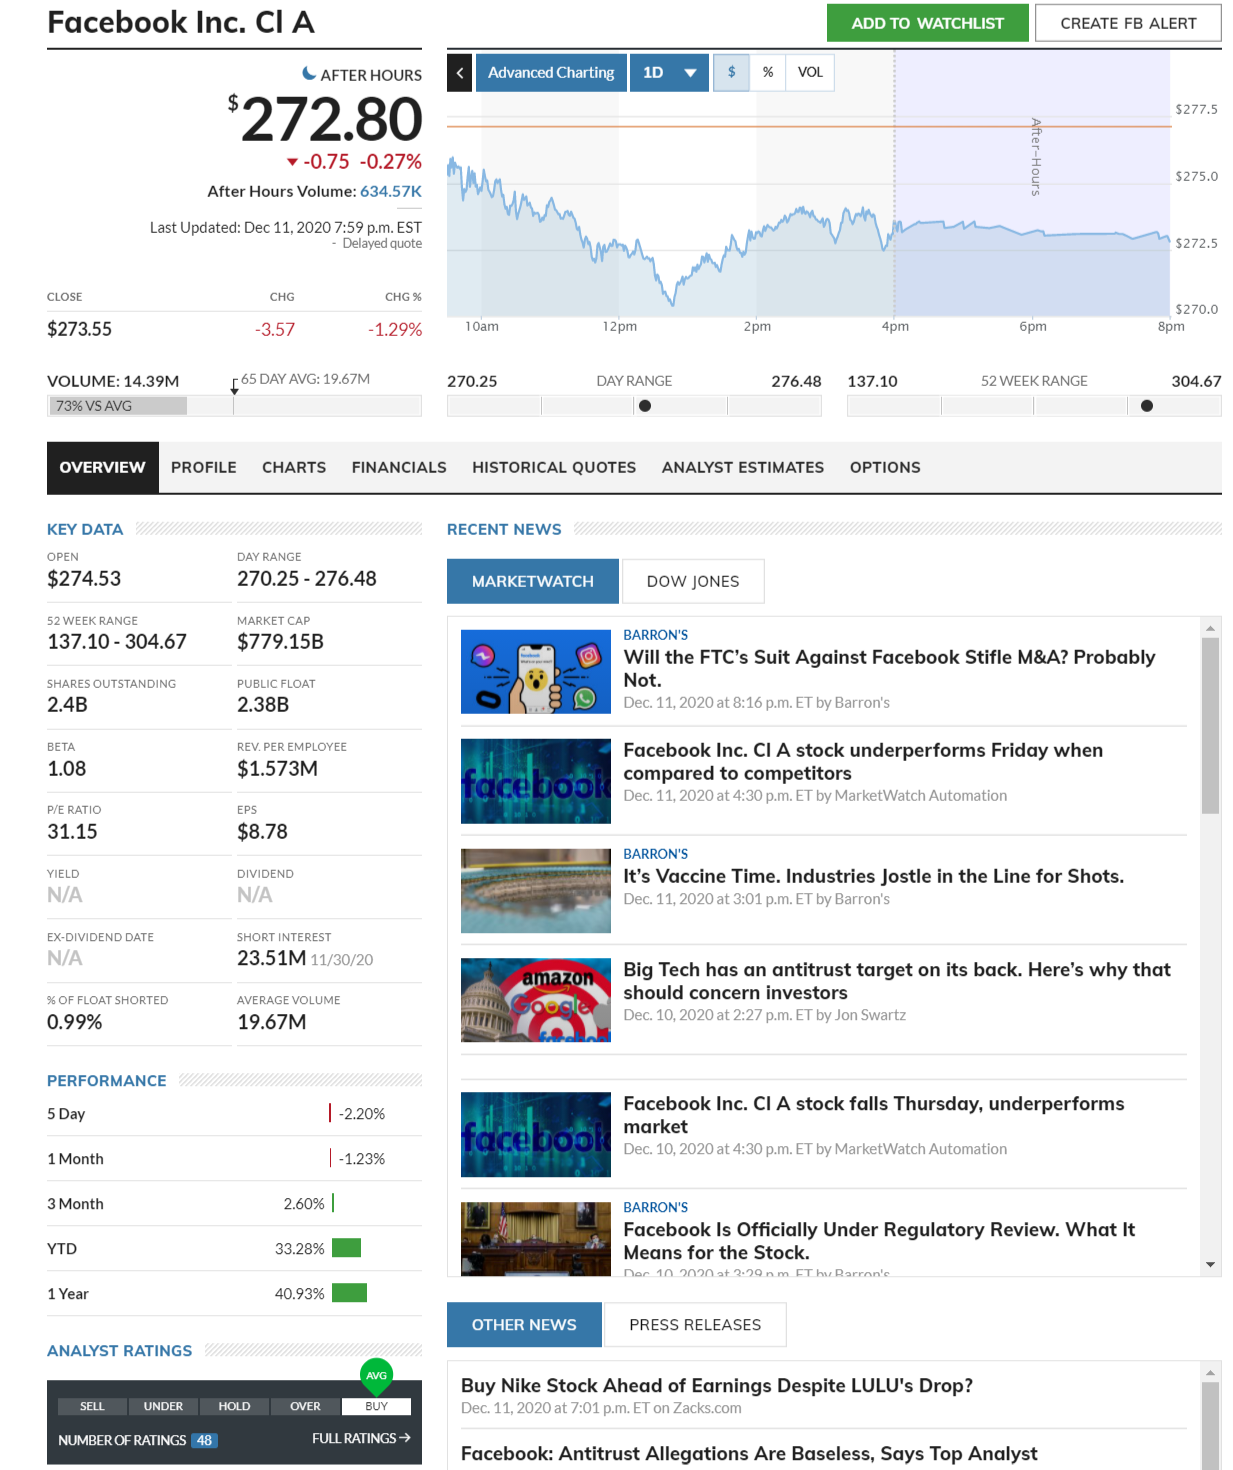 Facebook Inc. Cl A
ADD TO WATCHLIST
CREATE FB ALERT
AFTER HOURS
$272.80
-0.75 -0.27%
After Hours Volume: 634.57K
Last Updated: Dec 11, 2020 7:59 p.m. EST
- Delayed quote
CLOSE CHG CHG %
$273.55 -3.57 -1.29%
VOLUME: 14.39M
65 DAY AVG: 19.67M
73% VS AVG
Advanced Charting 1D $ % VOL
After-Hours
$277.5
$275.0
$272.5
$270.0
10am 12pm 2pm 4pm 6pm 8pm
270.25 DAY RANGE 276.48
137.10 52 WEEK RANGE 304.67
OVERVIEW PROFILE CHARTS FINANCIALS HISTORICAL QUOTES ANALYST ESTIMATES OPTIONS
KEY DATA
OPEN DAY RANGE
$274.53 270.25 - 276.48
52 WEEK RANGE MARKET CAP
137.10 - 304.67 $779.15B
SHARES OUTSTANDING PUBLIC FLOAT
2.4B 2.38B
BETA REV. PER EMPLOYEE
1.08 $1.573M
P/E RATIO EPS
31.15 $8.78
YIELD DIVIDEND
N/A N/A
EX-DIVIDEND DATE SHORT INTEREST
N/A 23.51M 11/30/20
% OF FLOAT SHORTED AVERAGE VOLUME
0.99% 19.67M
PERFORMANCE
5 Day -2.20%
1 Month -1.23%
3 Month 2.60%
YTD 33.28%
1 Year 40.93%
ANALYST RATINGS
AVG
SELL UNDER HOLD OVER BUY
NUMBER OF RATINGS 48 FULL RATINGS →
RECENT NEWS
MARKETWATCH DOW JONES
BARRON'S
Will the FTC's Suit Against Facebook Stifle M&A? Probably
Not.
Dec. 11, 2020 at 8:16 p.m. ET by Barron's
facebook
Facebook Inc. Cl A stock underperforms Friday when
compared to competitors
Dec. 11, 2020 at 4:30 p.m. ET by MarketWatch Automation
BARRON'S
It's Vaccine Time. Industries Jostle in the Line for Shots.
Dec. 11, 2020 at 3:01 p.m. ET by Barron's
amazon
Google
facebook
Big Tech has an antitrust target on its back. Here's why that
should concern investors
Dec. 10, 2020 at 2:27 p.m. ET by Jon Swartz
facebook
Facebook Inc. Cl A stock falls Thursday, underperforms
market
Dec. 10, 2020 at 4:30 p.m. ET by MarketWatch Automation
BARRON'S
Facebook Is Officially Under Regulatory Review. What It
Means for the Stock.
Dec. 10, 2020 at 3:29 p.m. ET by Barron's
OTHER NEWS PRESS RELEASES
Buy Nike Stock Ahead of Earnings Despite LULU's Drop?
Dec. 11, 2020 at 7:01 p.m. ET on Zacks.com
Facebook: Antitrust Allegations Are Baseless, Says Top Analyst